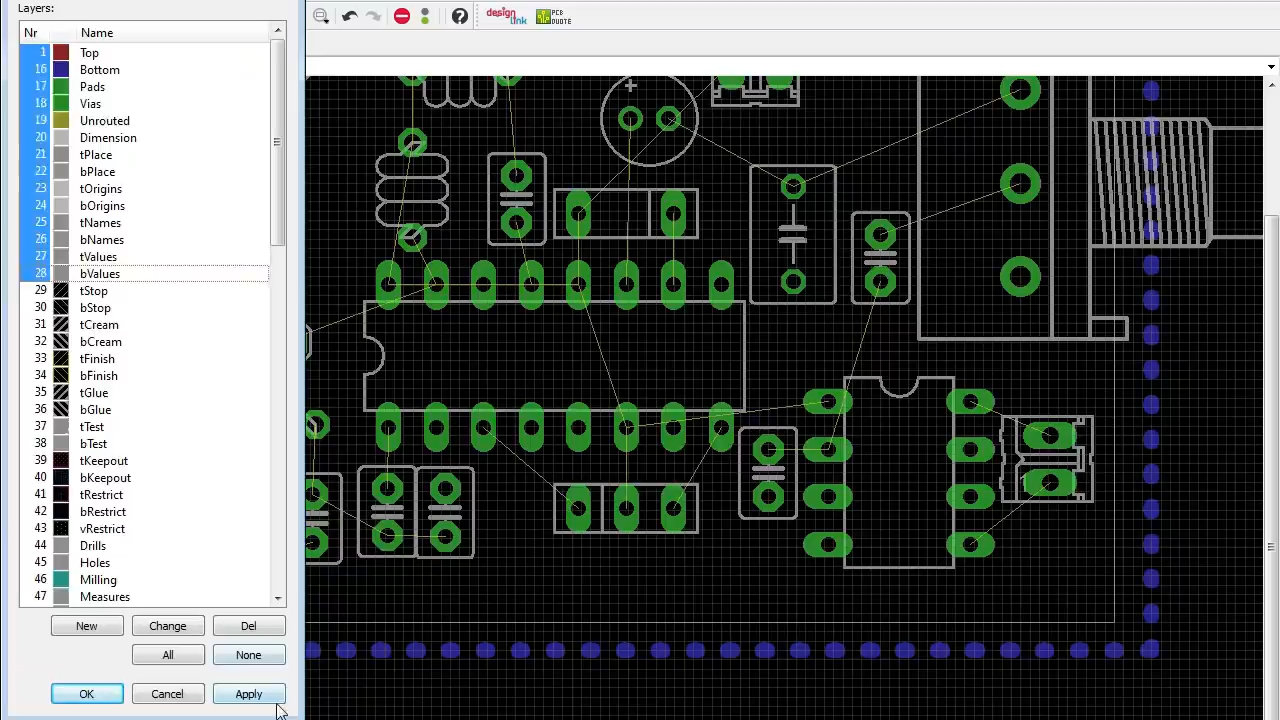 Layers:
Nr Name
1 Top
16 Bottom
17 Pads
18 Vias
19 Unrouted
20 Dimension
21 tPlace
22 bPlace
23 tOrigins
24 bOrigins
25 tNames
26 bNames
27 tValues
28 bValues
29 tStop
30 bStop
31 tCream
32 bCream
33 tFinish
34 bFinish
35 tGlue
36 bGlue
37 tTest
38 bTest
39 tKeepout
40 bKeepout
41 tRestrict
42 bRestrict
43 vRestrict
44 Drills
45 Holes
46 Milling
47 Measures
New Change Del
All None
OK Cancel Apply
design link
PCB QUOTE